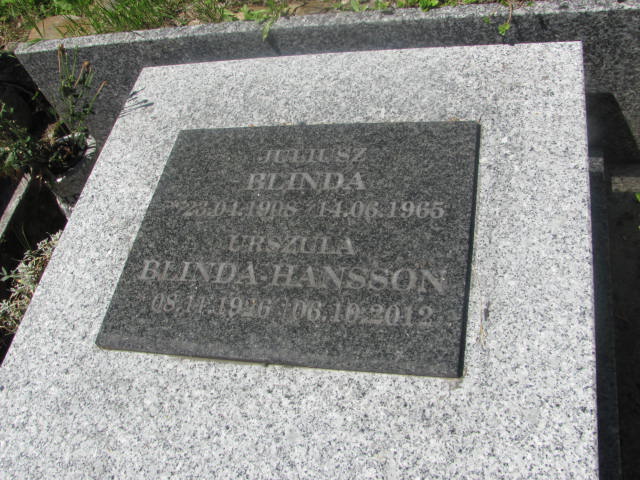 JULIUSZ
BLINDA
*23.04.1908 /14.06.1965
URSZULA
BLINDA-HANSSON
08.11.1926 /06.10.2012